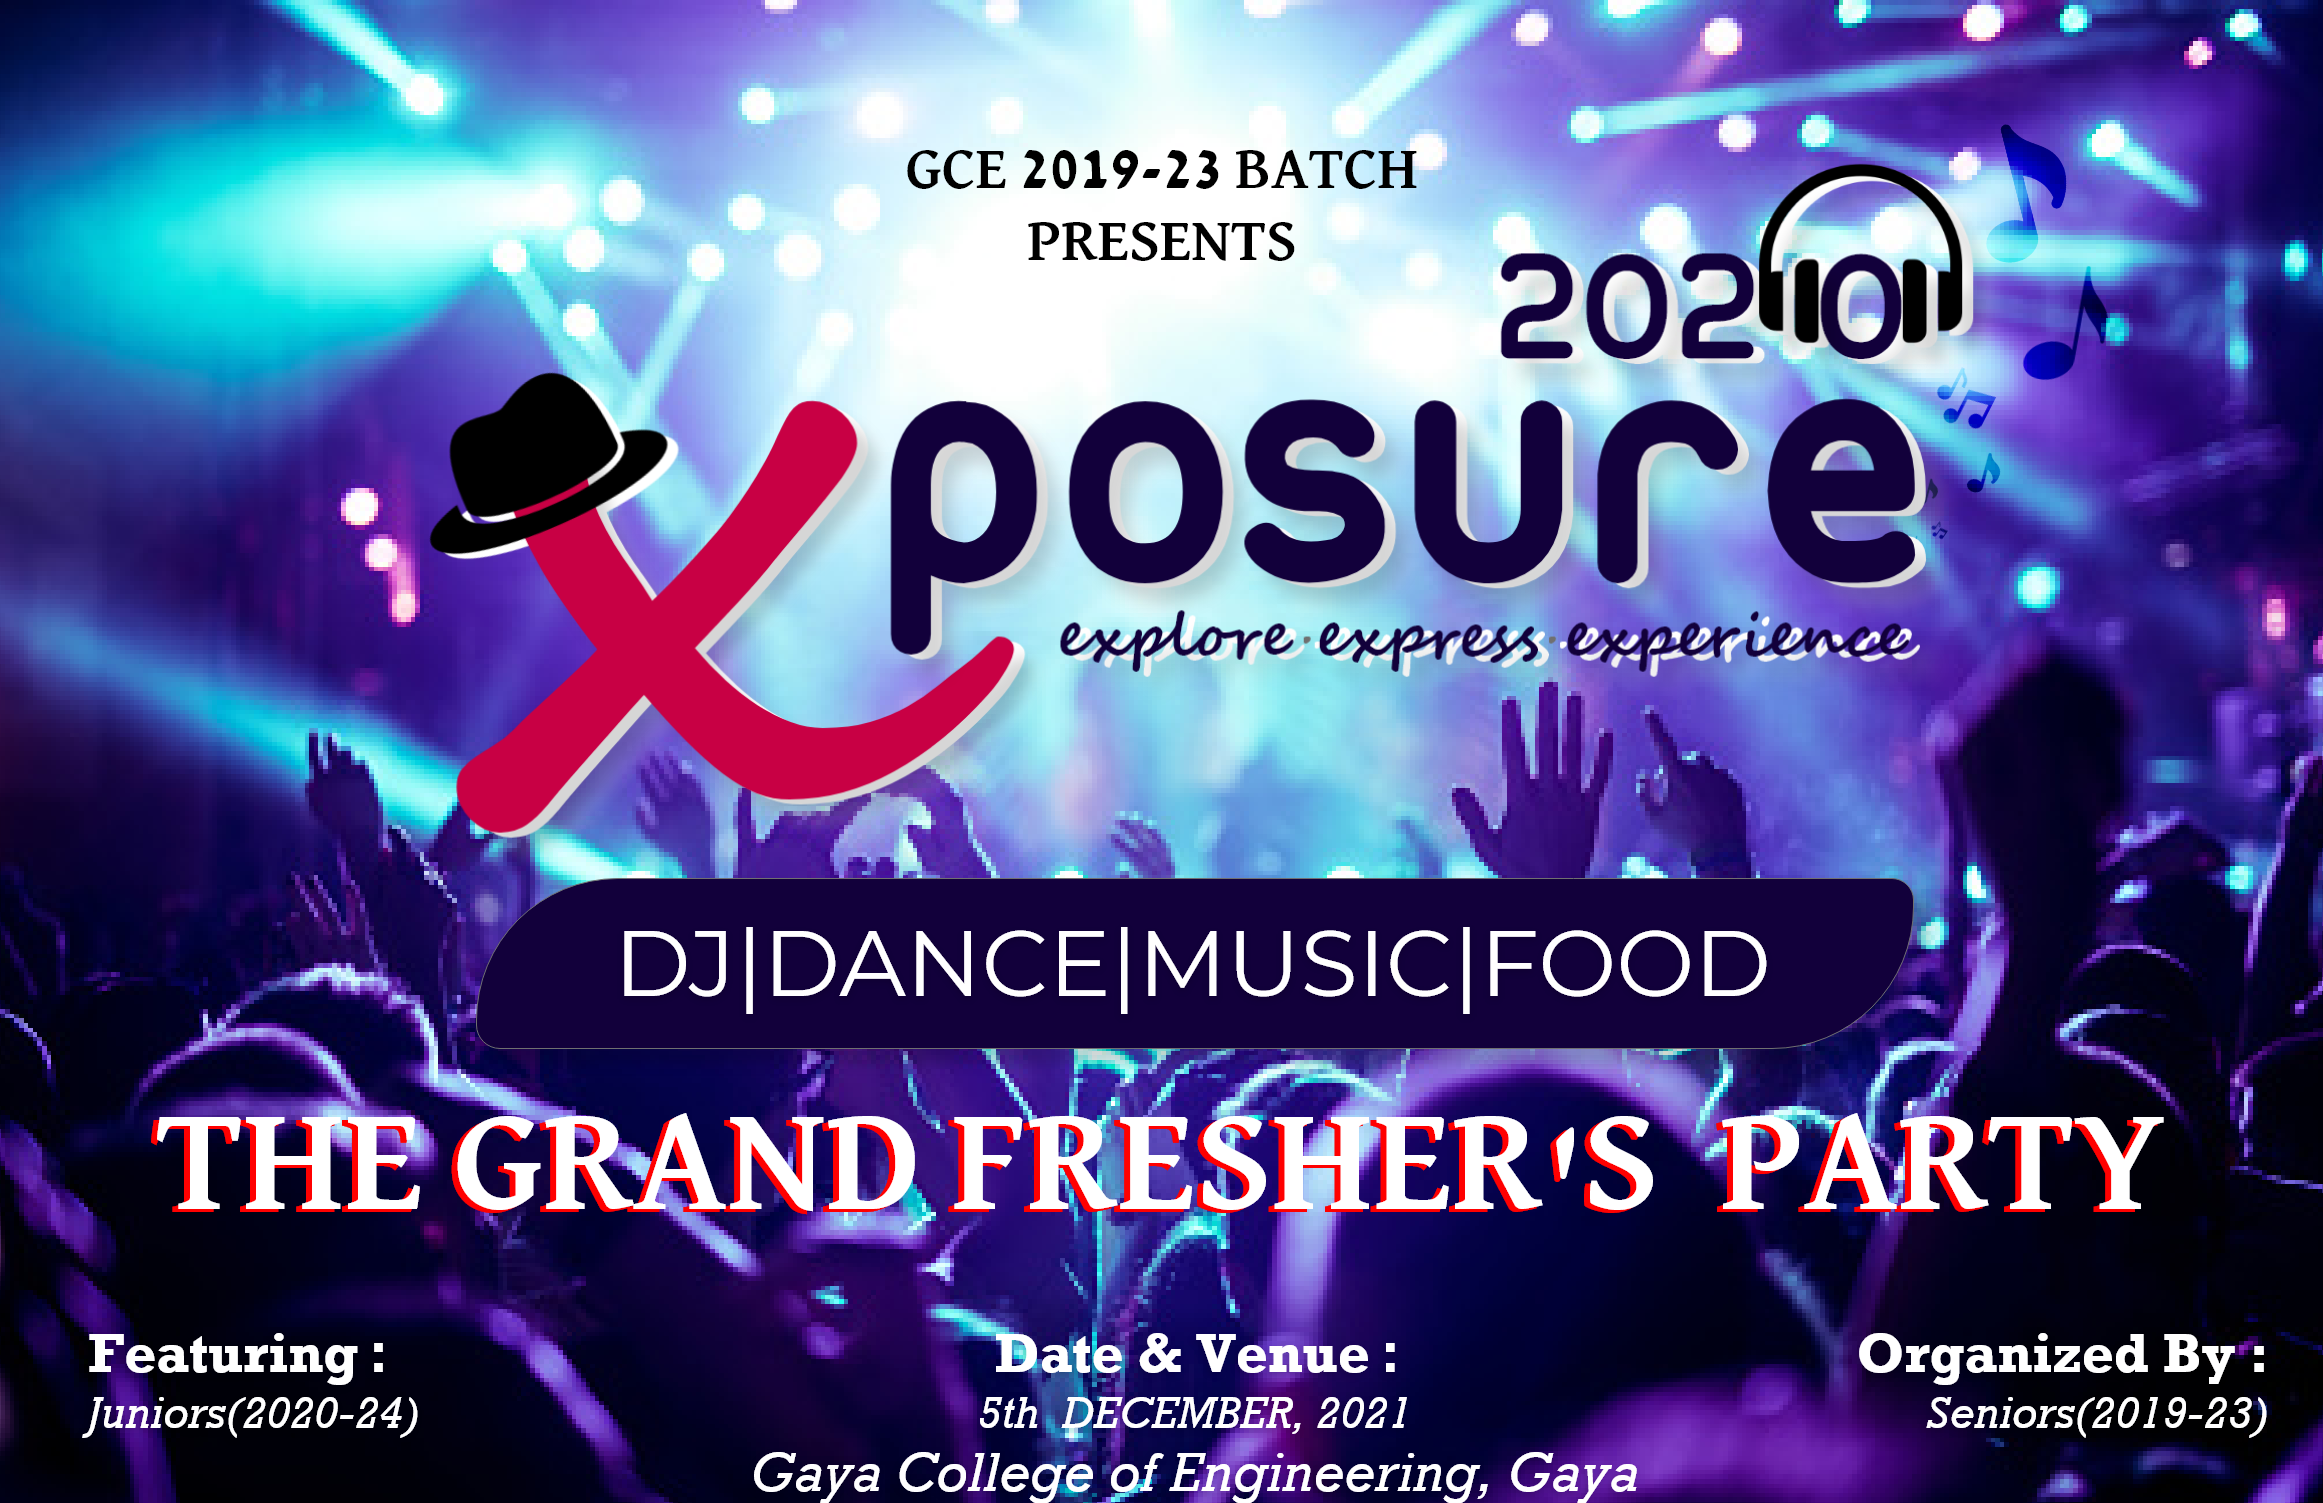 GCE 2019-23 BATCH
PRESENTS
2020
Xposure
explore·express·experience
DJ|DANCE|MUSIC|FOOD
THE GRAND FRESHER'S PARTY
Featuring :
Juniors(2020-24)
Date & Venue :
5th DECEMBER, 2021
Gaya College of Engineering, Gaya
Organized By :
Seniors(2019-23)